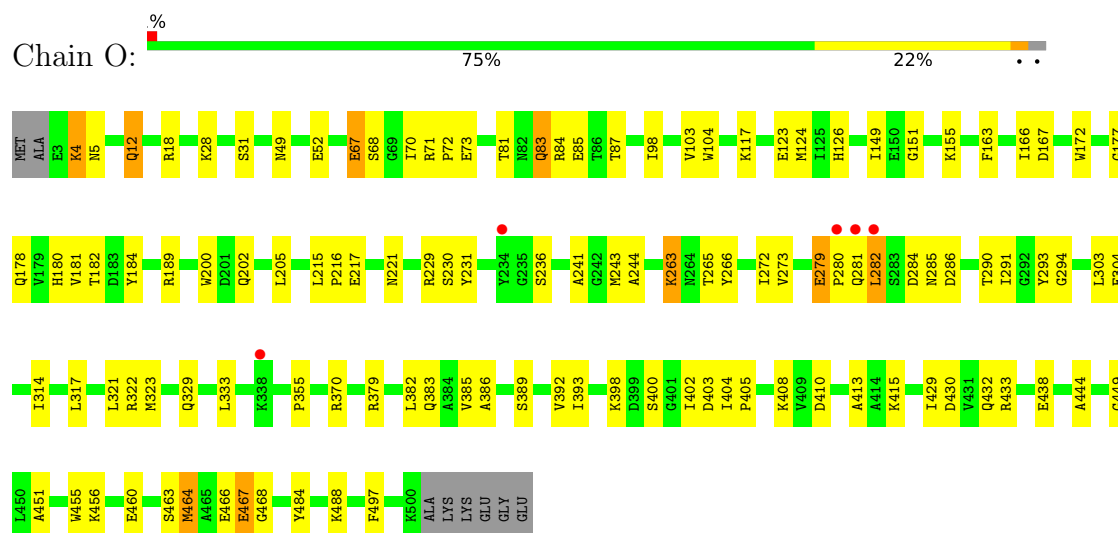 %
Chain O:
75% 22% . .
MET ALA E3 K4 N5 Q12 R18 K28 S31 N49 E52 E67 S68 G69 I70 R71 P72 E73 T81 N82 Q83 R84 E85 T86 T87 I98 V103 W104 K117 E123 M124 I125 H126 I149 E150 G151 K155 F163 I166 D167 W172
Q178 V179 H180 V181 T182 D183 Y184 R189 W200 D201 Q202 L205 L215 P216 E217 N221 R229 S230 Y231 Y234 G235 S236 A241 G242 M243 A244 K263 N264 T265 Y266 I272 V273 E279 P280 Q281 L282 S283 D284 N285 D286 T290 I291 G292 Y293 G294 L303
I314 L317 L321 R322 M323 Q329 L333 K338 P355 R370 R379 L382 Q383 A384 V385 A386 S389 V392 I393 K398 D399 S400 G401 I402 D403 I404 P405 K408 V409 D410 A413 A414 K415 I429 D430 V431 Q432 R433 E438 A444
L450 A451 W455 K456 E460 S463 M464 A465 E466 E467 G468 Y484 K488 F497 K500 ALA LYS LYS GLU GLY GLU